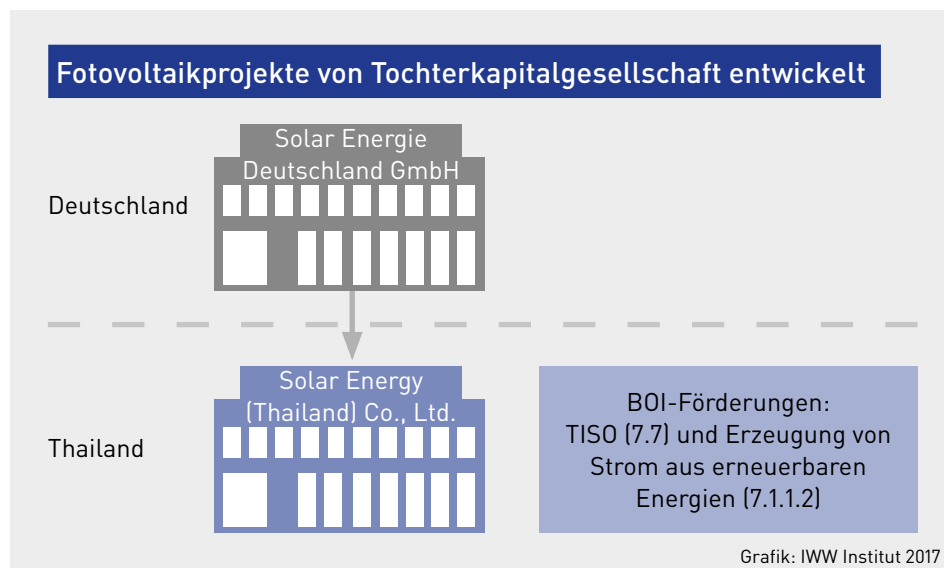 Fotovoltaikprojekte von Tochterkapitalgesellschaft entwickelt
Solar Energie
Deutschland GmbH
Deutschland
Solar Energy
(Thailand) Co., Ltd.
Thailand
BOI-Förderungen:
TISO (7.7) und Erzeugung von
Strom aus erneuerbaren
Energien (7.1.1.2)
Grafik: IWW Institut 2017